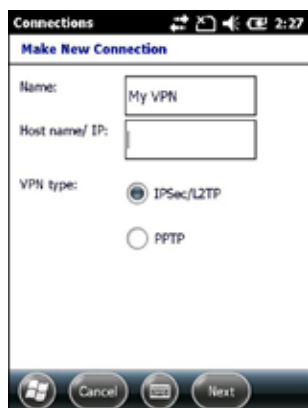 Connections 2:27
Make New Connection
Name: My VPN
Host name/ IP:
VPN type: IPSec/L2TP
PPTP
Cancel Next